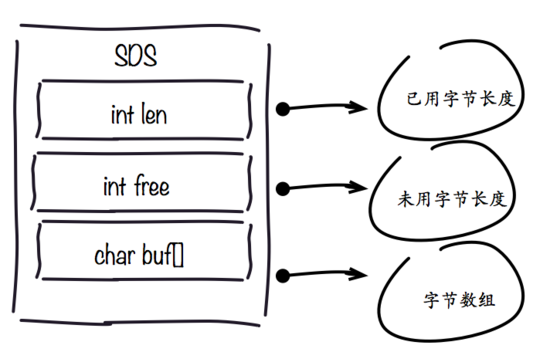 SDS
int len
已用字节长度
int free
未用字节长度
char buf[]
字节数组